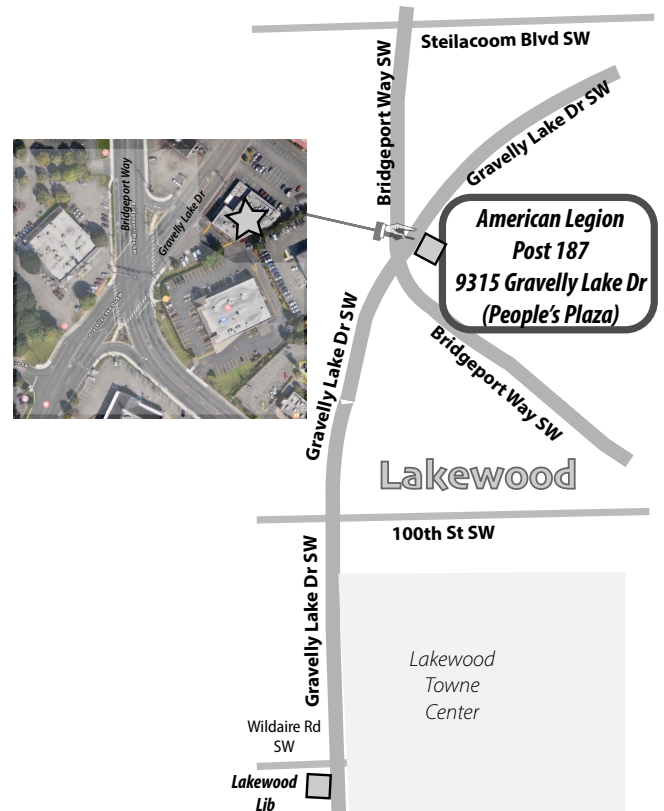 Steilacoom Blvd SW
Bridgeport Way SW
Gravelly Lake Dr SW
Bridgeport Way
Gravelly Lake Dr
American Legion
Post 187
9315 Gravelly Lake Dr
(People's Plaza)
Gravelly Lake Dr SW
Bridgeport Way SW
Lakewood
100th St SW
Gravelly Lake Dr SW
Lakewood
Towne
Center
Wildaire Rd
SW
Lakewood
Lib